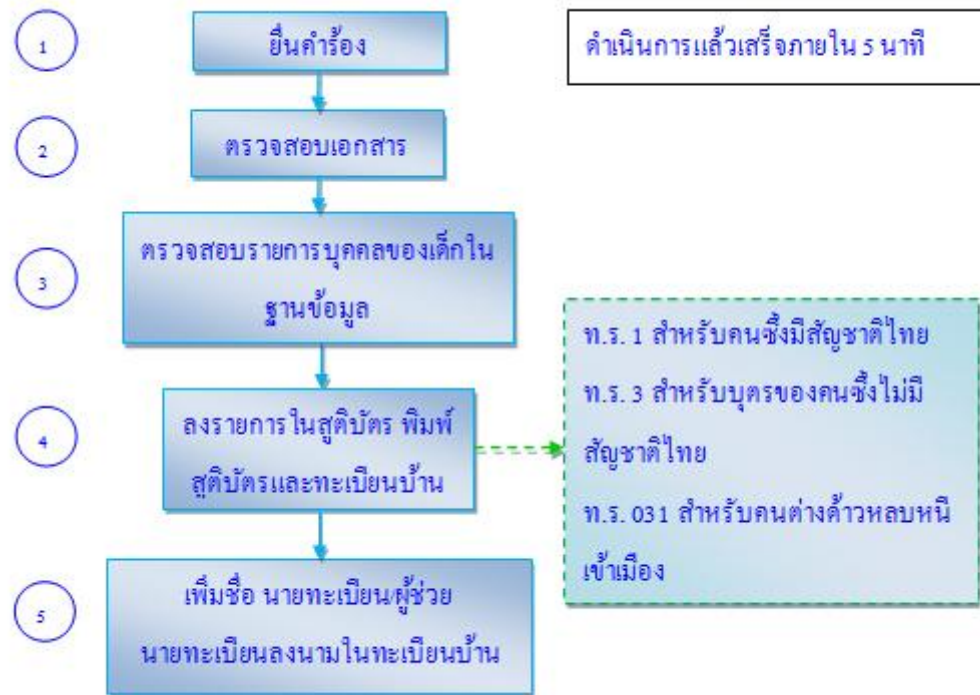 1
ยื่นคำร้อง
ดำเนินการแล้วเสร็จภายใน 5 นาที
2
ตรวจสอบเอกสาร
3
ตรวจสอบรายการบุคคลของเด็กใน
ฐานข้อมูล
4
ลงรายการในสูติบัตร พิมพ์
สูติบัตรและทะเบียนบ้าน
ท.ร. 1 สำหรับคนซึ่งมีสัญชาติไทย
ท.ร. 3 สำหรับบุตรของคนซึ่งไม่มี
สัญชาติไทย
ท.ร. 031 สำหรับคนต่างด้าวหลบหนี
เข้าเมือง
5
เพิ่มชื่อ นายทะเบียน/ผู้ช่วย
นายทะเบียนลงนามในทะเบียนบ้าน